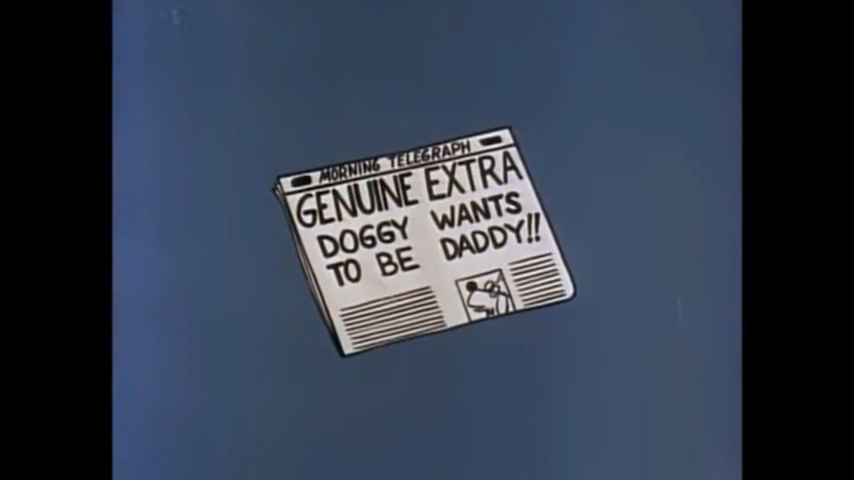 MORNING TELEGRAPH
GENUINE EXTRA
DOGGY WANTS
TO BE DADDY!!